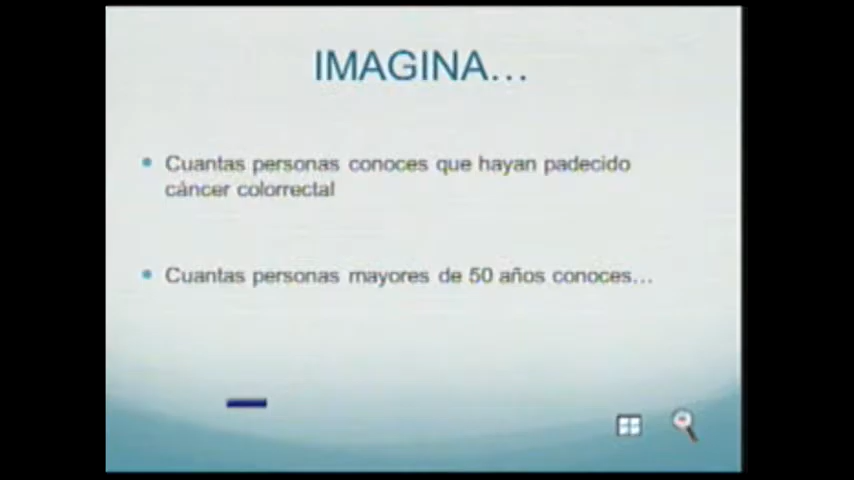 IMAGINA...
Cuantas personas conoces que hayan padecido
cáncer colorrectal
Cuantas personas mayores de 50 años conoces...